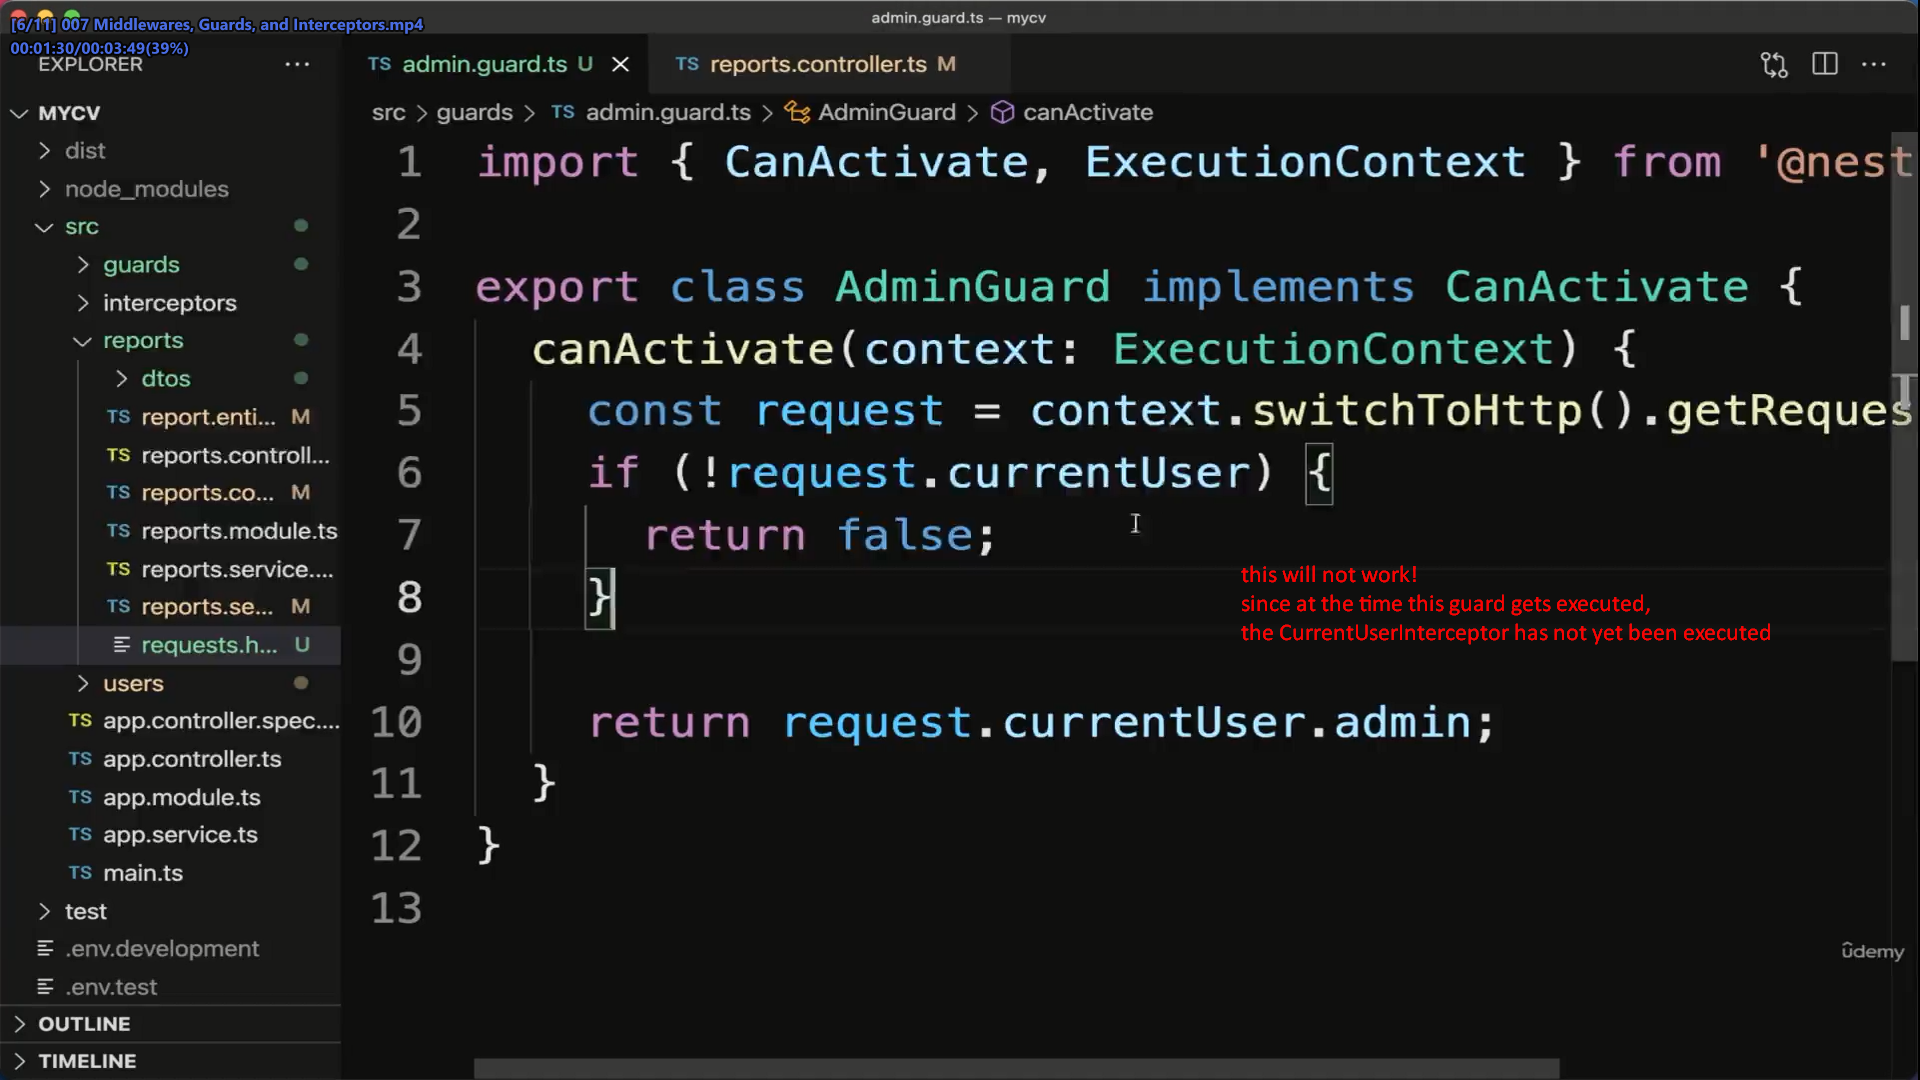 admin.guard.ts — mycv
[6/11] 007 Middlewares, Guards, and Interceptors.mp4
00:01:30/00:03:49(39%)
EXPLORER
TS admin.guard.ts U
TS reports.controller.ts M
src > guards > TS admin.guard.ts > AdminGuard > canActivate
MYCV
dist
node_modules
src
guards
interceptors
reports
dtos
TS report.enti... M
TS reports.controll...
TS reports.co... M
TS reports.module.ts
TS reports.service....
TS reports.se... M
requests.h... U
users
TS app.controller.spec....
TS app.controller.ts
TS app.module.ts
TS app.service.ts
TS main.ts
test
.env.development
.env.test
OUTLINE
TIMELINE
1 import { CanActivate, ExecutionContext } from '@nest
2
3 export class AdminGuard implements CanActivate {
4 canActivate(context: ExecutionContext) {
5 const request = context.switchToHttp().getReques
6 if (!request.currentUser) {
7 return false;
8 }
9
10 return request.currentUser.admin;
11 }
12 }
13
this will not work!
since at the time this guard gets executed,
the CurrentUserInterceptor has not yet been executed
ûdemy